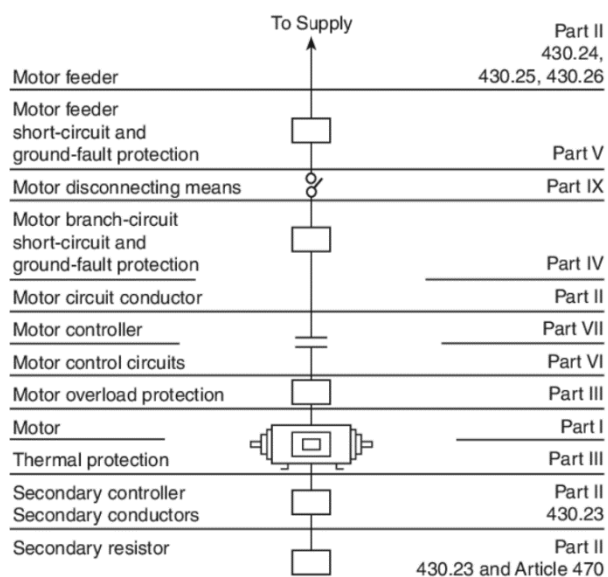 To Supply
Part II
430.24,
Motor feeder
430.25, 430.26
Motor feeder
short-circuit and
ground-fault protection
Part V
Motor disconnecting means
Part IX
Motor branch-circuit
short-circuit and
ground-fault protection
Part IV
Motor circuit conductor
Part II
Motor controller
Part VII
Motor control circuits
Part VI
Motor overload protection
Part III
Motor
Part I
Thermal protection
Part III
Secondary controller
Part II
Secondary conductors
430.23
Secondary resistor
Part II
430.23 and Article 470